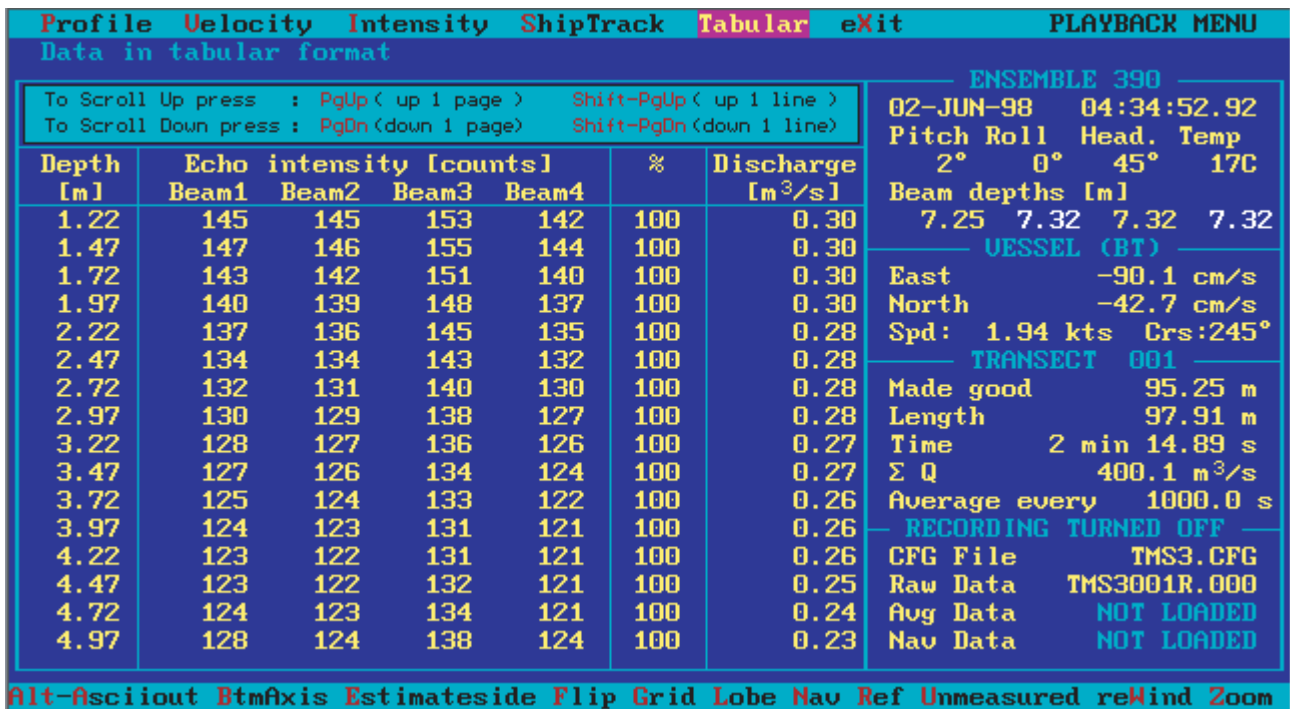 Profile Velocity Intensity ShipTrack Tabular eXit PLAYBACK MENU
Data in tabular format
To Scroll Up press : PgUp ( up 1 page ) Shift-PgUp ( up 1 line )
To Scroll Down press : PgDn (down 1 page) Shift-PgDn (down 1 line)
Depth Echo intensity [counts] % Discharge
[m] Beam1 Beam2 Beam3 Beam4 [m³/s]
1.22 145 145 153 142 100 0.30
1.47 147 146 155 144 100 0.30
1.72 143 142 151 140 100 0.30
1.97 140 139 148 137 100 0.30
2.22 137 136 145 135 100 0.28
2.47 134 134 143 132 100 0.28
2.72 132 131 140 130 100 0.28
2.97 130 129 138 127 100 0.28
3.22 128 127 136 126 100 0.27
3.47 127 126 134 124 100 0.27
3.72 125 124 133 122 100 0.26
3.97 124 123 131 121 100 0.26
4.22 123 122 131 121 100 0.26
4.47 123 122 132 121 100 0.25
4.72 124 123 134 121 100 0.24
4.97 128 124 138 124 100 0.23
ENSEMBLE 390
02-JUN-98 04:34:52.92
Pitch Roll Head. Temp
2° 0° 45° 17C
Beam depths [m]
7.25 7.32 7.32 7.32
VESSEL (BT)
East -90.1 cm/s
North -42.7 cm/s
Spd: 1.94 kts Crs:245°
TRANSECT 001
Made good 95.25 m
Length 97.91 m
Time 2 min 14.89 s
Σ Q 400.1 m³/s
Average every 1000.0 s
RECORDING TURNED OFF
CFG File TMS3.CFG
Raw Data TMS3001R.000
Avg Data NOT LOADED
Nav Data NOT LOADED
Alt-Asciiout BtmAxis Estimateside Flip Grid Lobe Nav Ref Unmeasured reWind Zoom